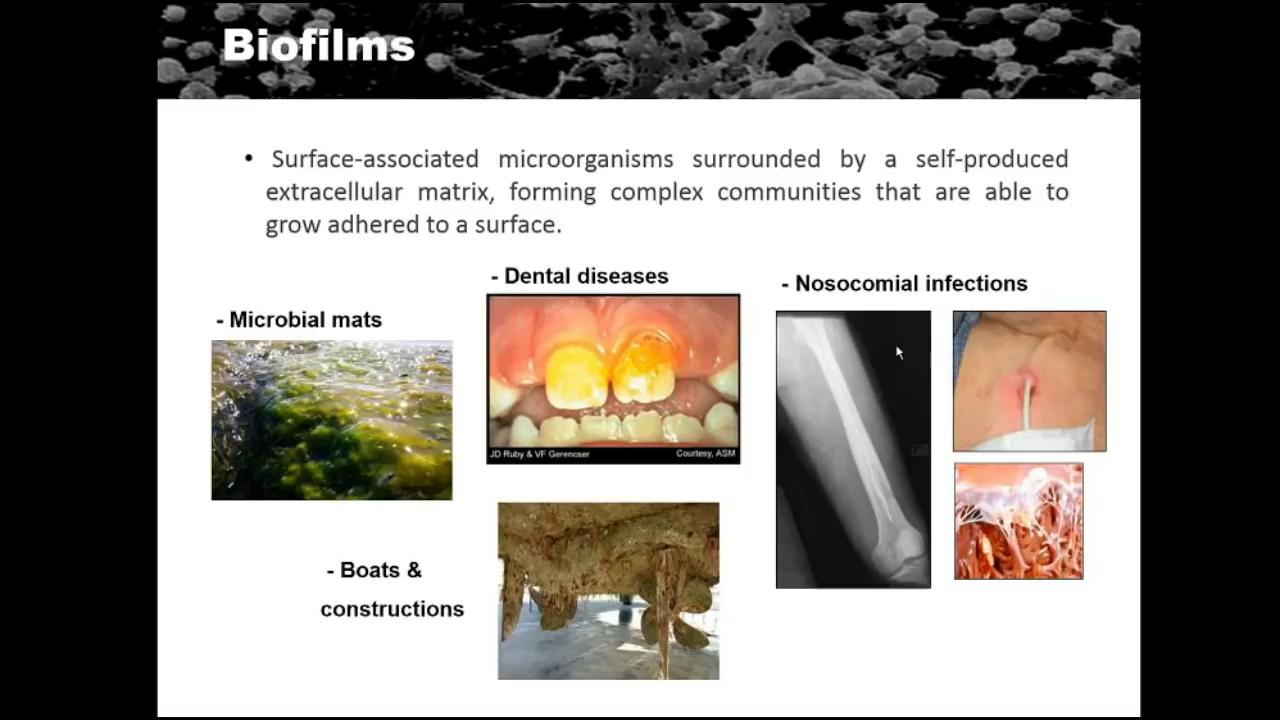 Biofilms
• Surface-associated microorganisms surrounded by a self-produced
extracellular matrix, forming complex communities that are able to
grow adhered to a surface.
- Microbial mats
- Dental diseases
JD Ruby & VF Gerencser Courtesy, ASM
- Nosocomial infections
- Boats &
constructions